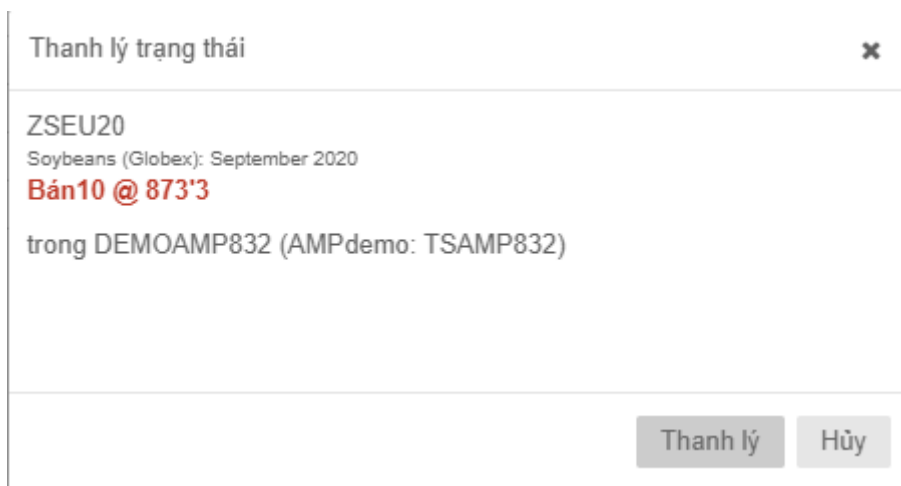 Thanh lý trạng thái
ZSEU20
Soybeans (Globex): September 2020
Bán10 @ 873'3
trong DEMOAMP832 (AMPdemo: TSAMP832)
Thanh lý Hủy